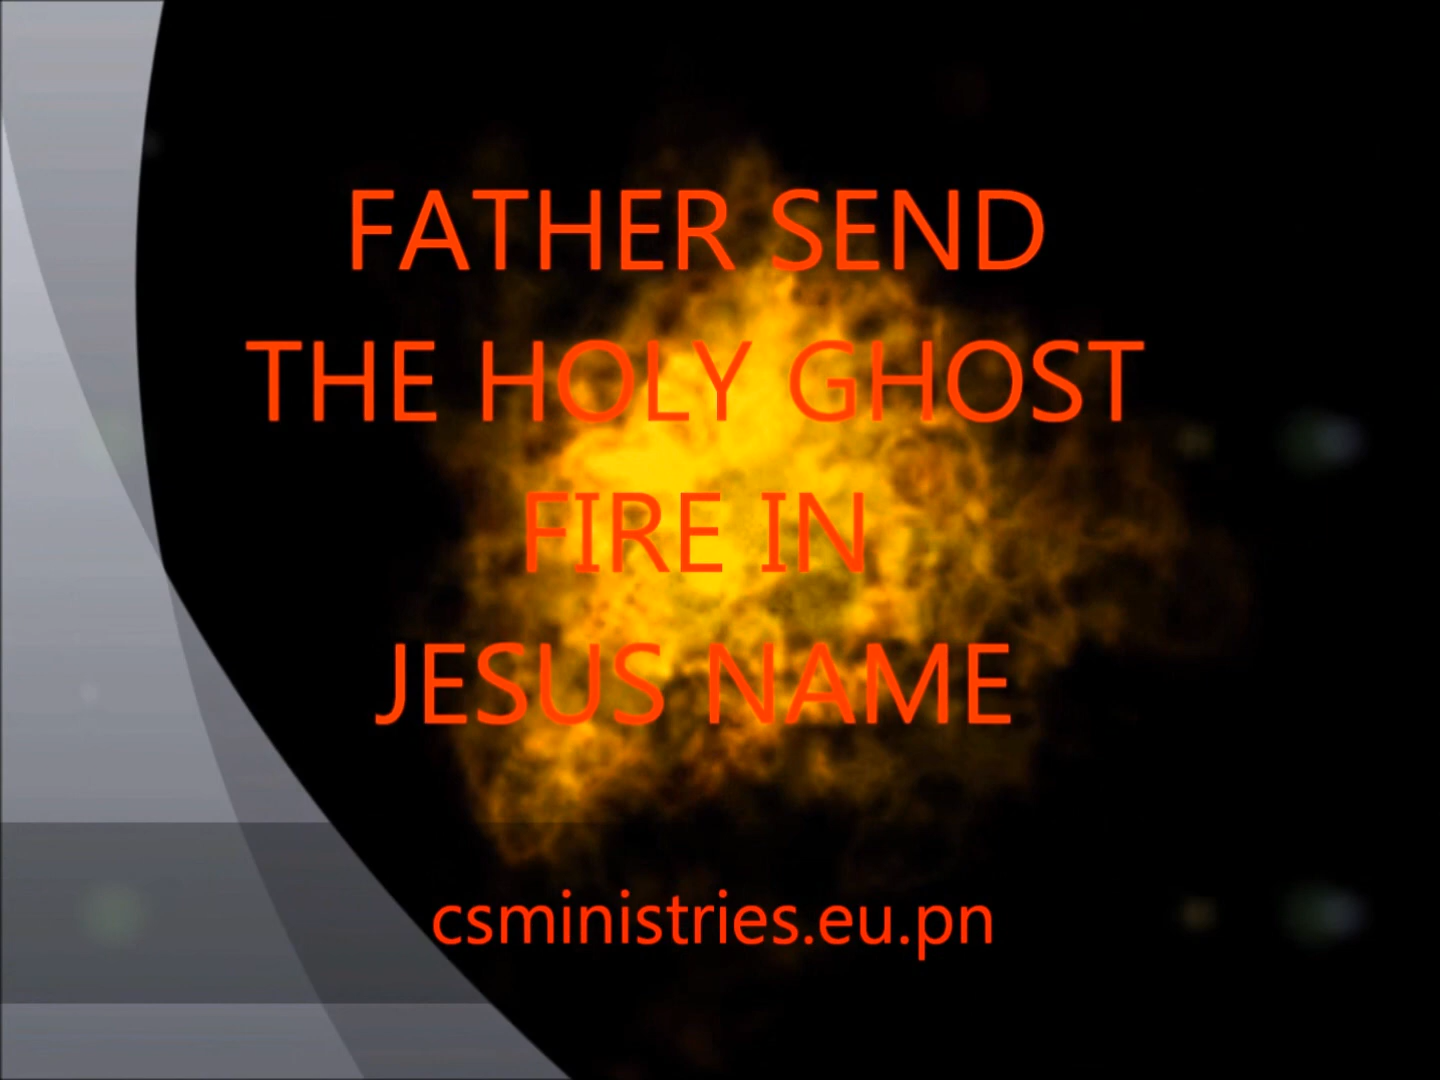 FATHER SEND
THE HOLY GHOST
FIRE IN
JESUS NAME
csministries.eu.pn